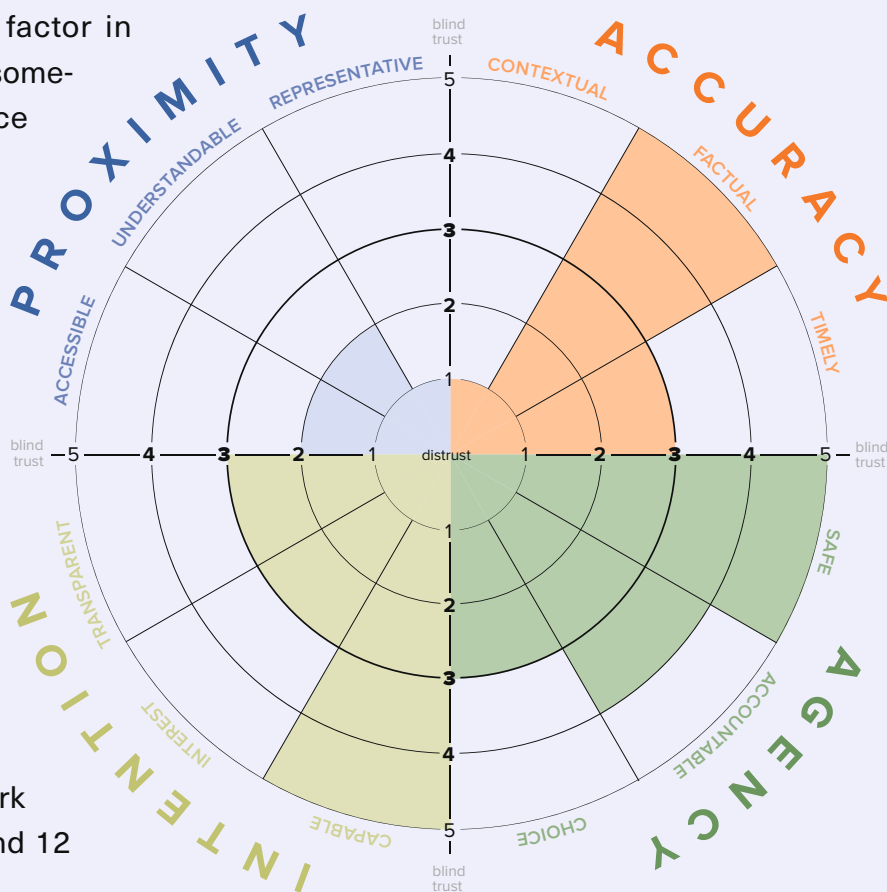 factor in
some-
ce
blind
trust
PROXIMITY
REPRESENTATIVE
UNDERSTANDABLE
ACCESSIBLE
ACCURACY
CONTEXTUAL
FACTUAL
TIMELY
5
4
3
2
1
blind
trust
5 4 3 2 1 distrust 1 2 3 4 5
blind
trust
1
2
3
4
5
SAFE
ACCOUNTABLE
CHOICE
AGENCY
TRANSPARENT
INTEREST
CAPABLE
INTENTION
blind
trust
rk
nd 12